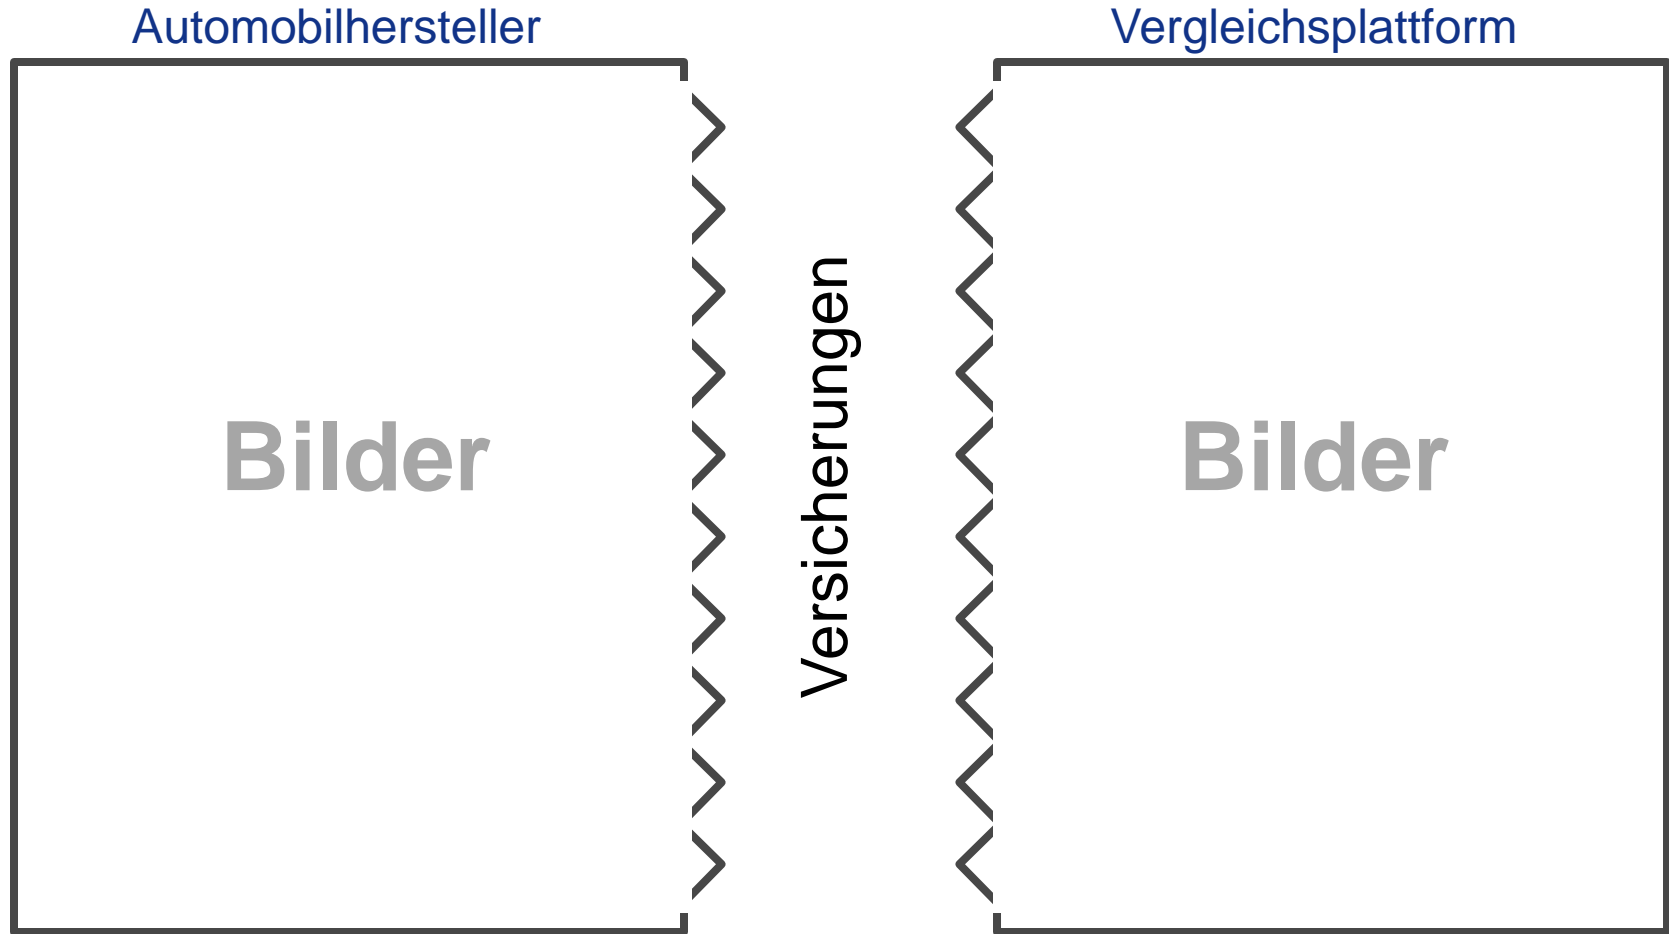 Automobilhersteller
Vergleichsplattform
Bilder
Versicherungen
Bilder